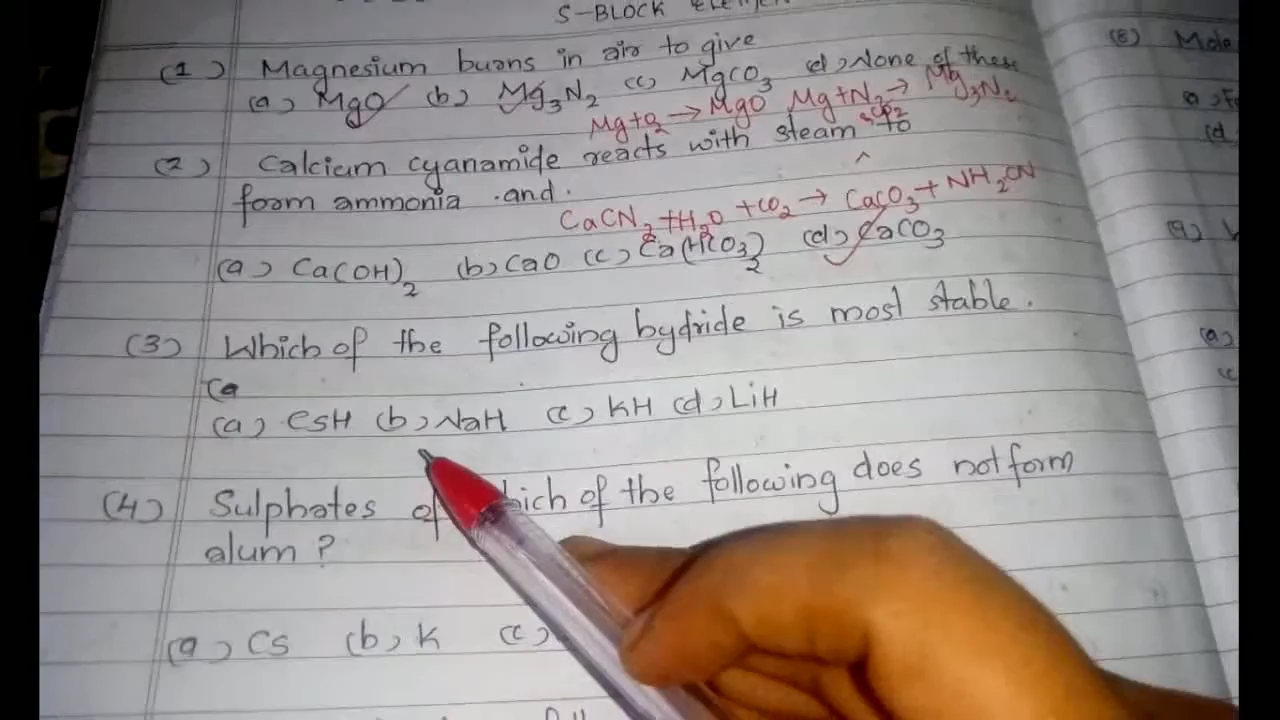 S-BLOCK
(1) Magnesium burns in air to give
(a) MgO (b) Mg3N2 (c) MgCO3 (d) None of these
Mg+O2 → MgO Mg+N2 → Mg3N2
(2) Calcium cyanamide reacts with steam & CO2 to
form ammonia and.
CaCN2 + H2O + CO2 → CaCO3 + NH2CN
(a) Ca(OH)2 (b) CaO (c) Ca(HCO3)2 (d) CaCO3
(3) Which of the following hydride is most stable.
(a
(a) CsH (b) NaH (c) KH (d) LiH
(4) Sulphates of which of the following does not form
alum?
(a) Cs (b) K (c)
(8) Mola
(a)
(d)
(9)
(a)
(c